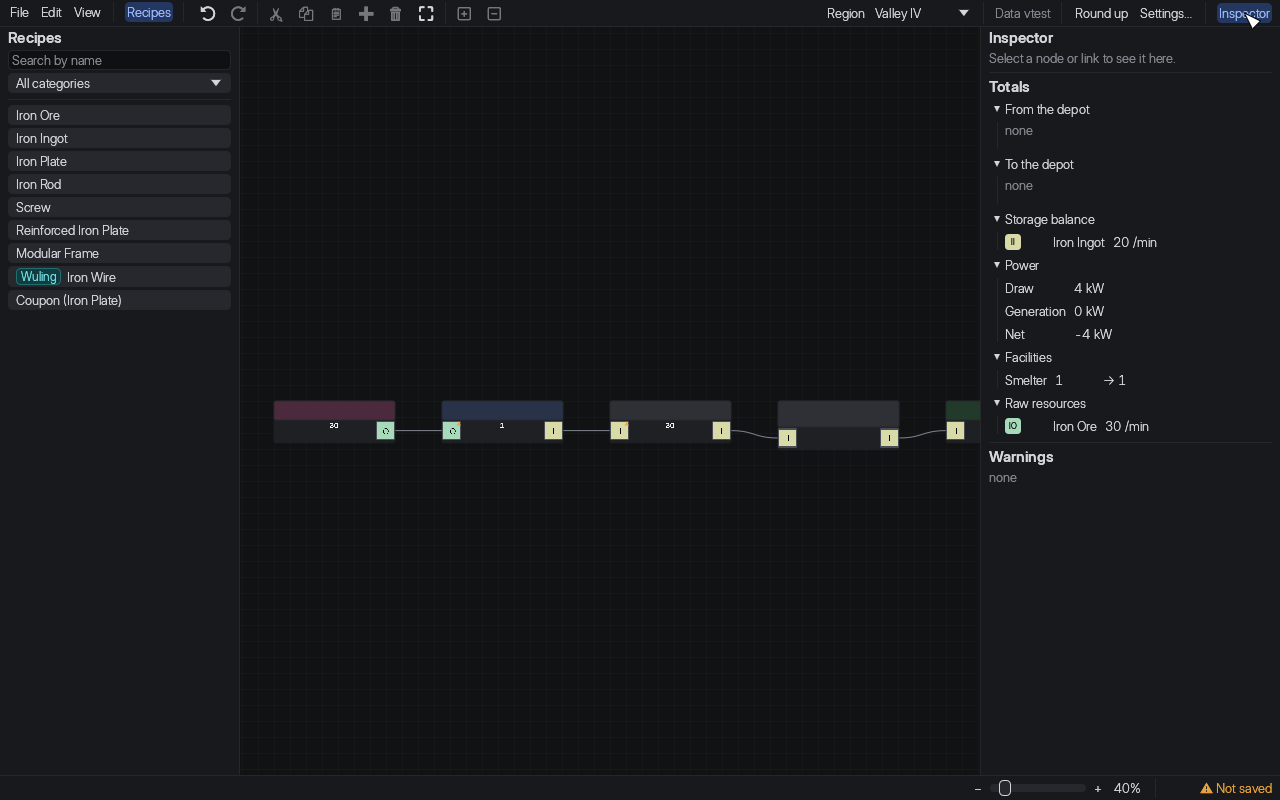 File Edit View Recipes Region Valley IV Data vtest Round up Settings... Inspector
Recipes
Search by name
All categories
Iron Ore
Iron Ingot
Iron Plate
Iron Rod
Screw
Reinforced Iron Plate
Modular Frame
Wuling Iron Wire
Coupon (Iron Plate)
30
1
I
I
30
I
I
I
I
Inspector
Select a node or link to see it here.
Totals
From the depot
none
To the depot
none
Storage balance
II Iron Ingot 20 /min
Power
Draw 4 kW
Generation 0 kW
Net -4 kW
Facilities
Smelter 1 → 1
Raw resources
IO Iron Ore 30 /min
Warnings
none
− + 40% Not saved